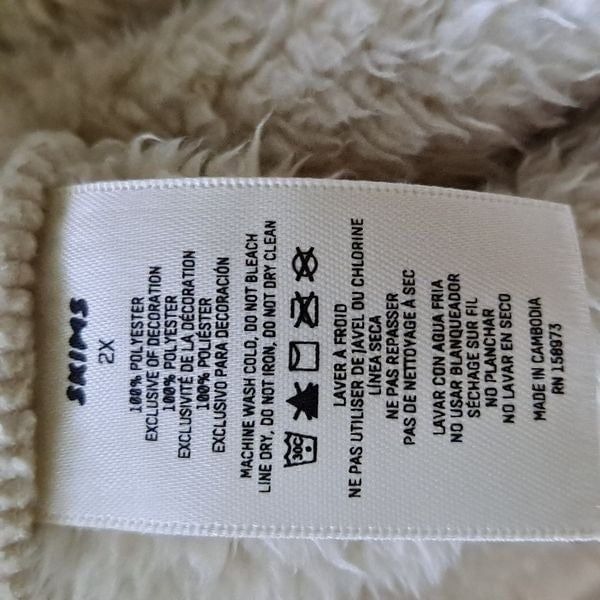 SKIMS
2X
100% POLYESTER
EXCLUSIVE OF DECORATION
100% POLYESTER
EXCLUSIVITÉ DE LA DÉCORATION
100% POLIÉSTER
EXCLUSIVO PARA DECORACIÓN
MACHINE WASH COLD, DO NOT BLEACH
LINE DRY, DO NOT IRON, DO NOT DRY CLEAN
30C
LAVER À FROID
NE PAS UTILISER DE JAVEL OU CHLORINE
LÍNEA SECA
NE PAS REPASSER
PAS DE NETTOYAGE À SEC
LAVAR CON AGUA FRIA
NO USAR BLANQUEADOR
SÉCHAGE SUR FIL
NO PLANCHAR
NO LAVAR EN SECO
MADE IN CAMBODIA
RN 158973